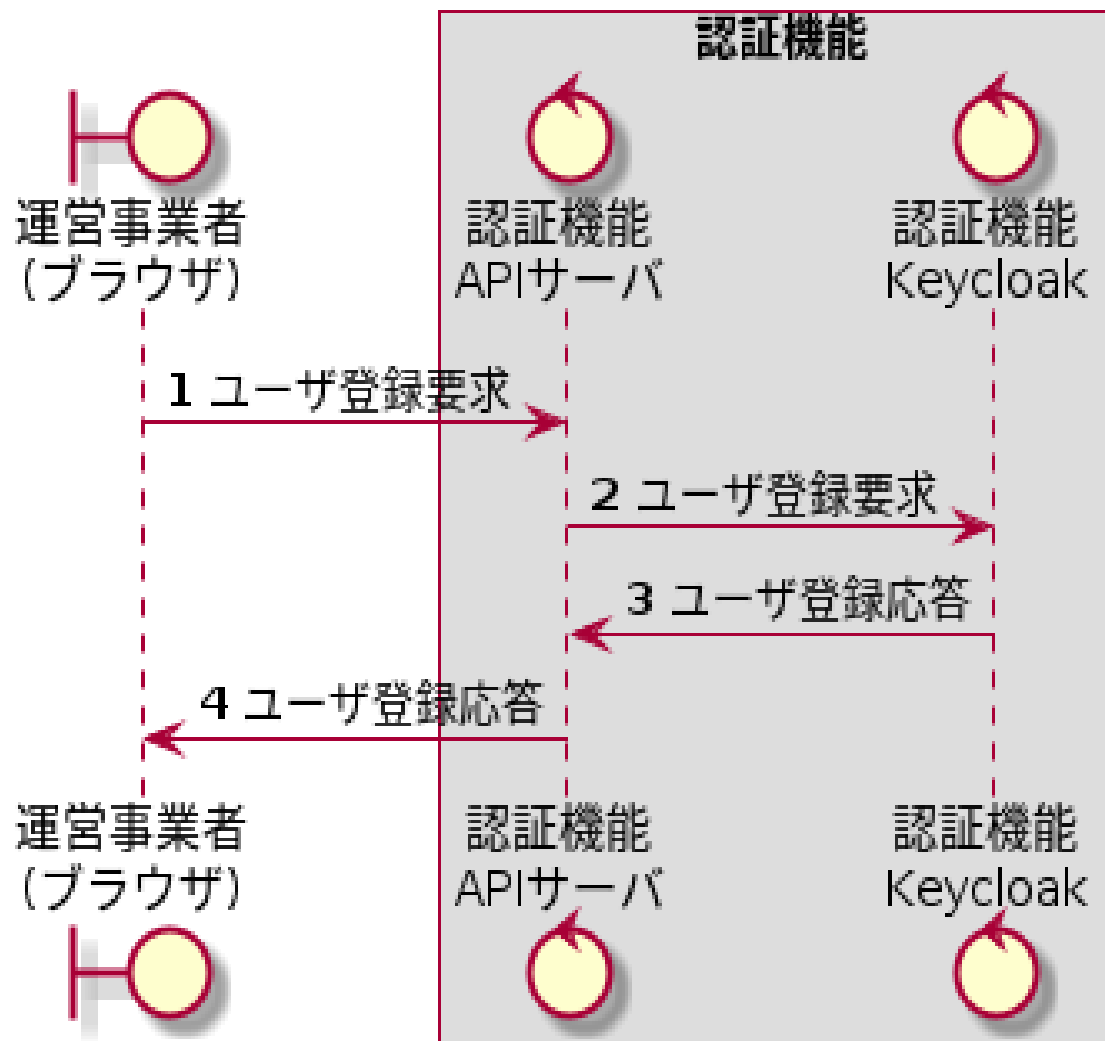 認証機能
運営事業者
(ブラウザ)
認証機能
APIサーバ
認証機能
Keycloak
1 ユーザ登録要求
2 ユーザ登録要求
3 ユーザ登録応答
4 ユーザ登録応答
運営事業者
(ブラウザ)
認証機能
APIサーバ
認証機能
Keycloak